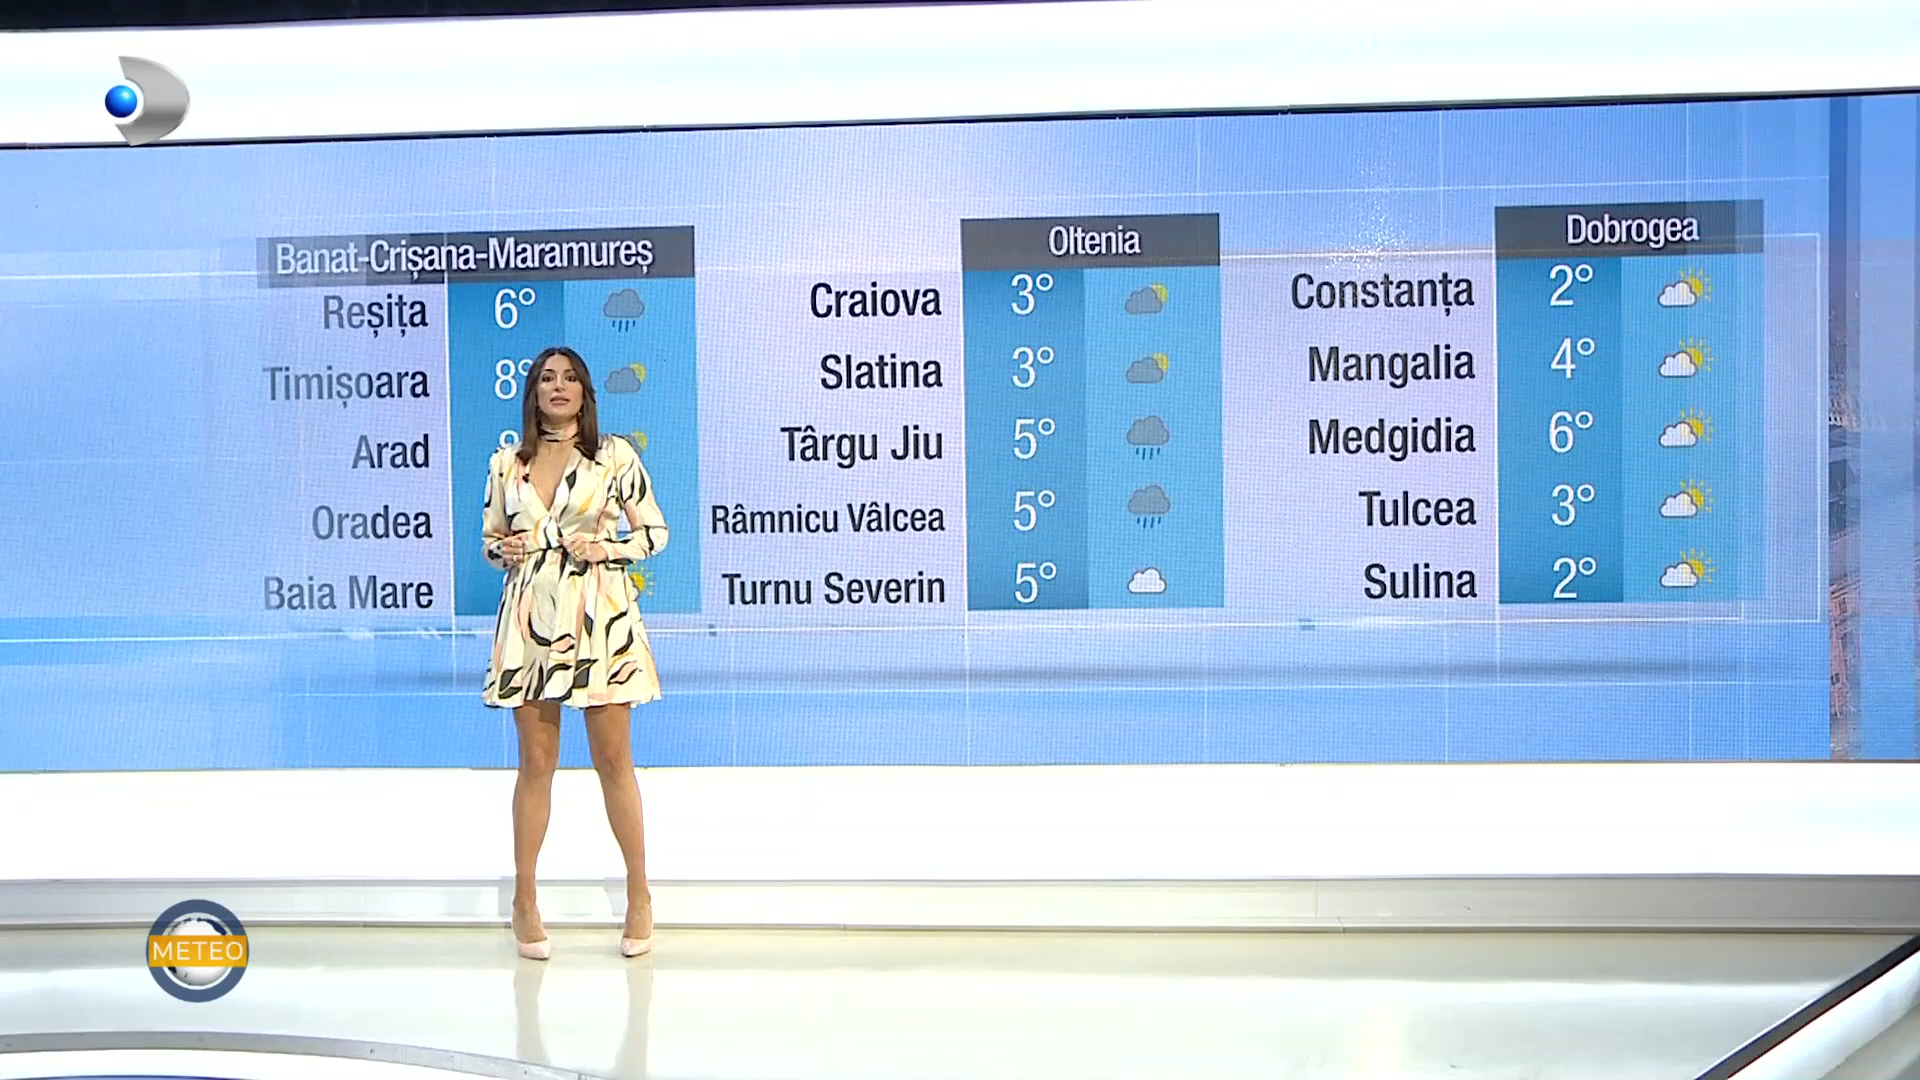 Banat-Crișana-Maramureș
Reșița 6°
Timișoara 8°
Arad
Oradea
Baia Mare
Oltenia
Craiova 3°
Slatina 3°
Târgu Jiu 5°
Râmnicu Vâlcea 5°
Turnu Severin 5°
Dobrogea
Constanța 2°
Mangalia 4°
Medgidia 6°
Tulcea 3°
Sulina 2°
METEO